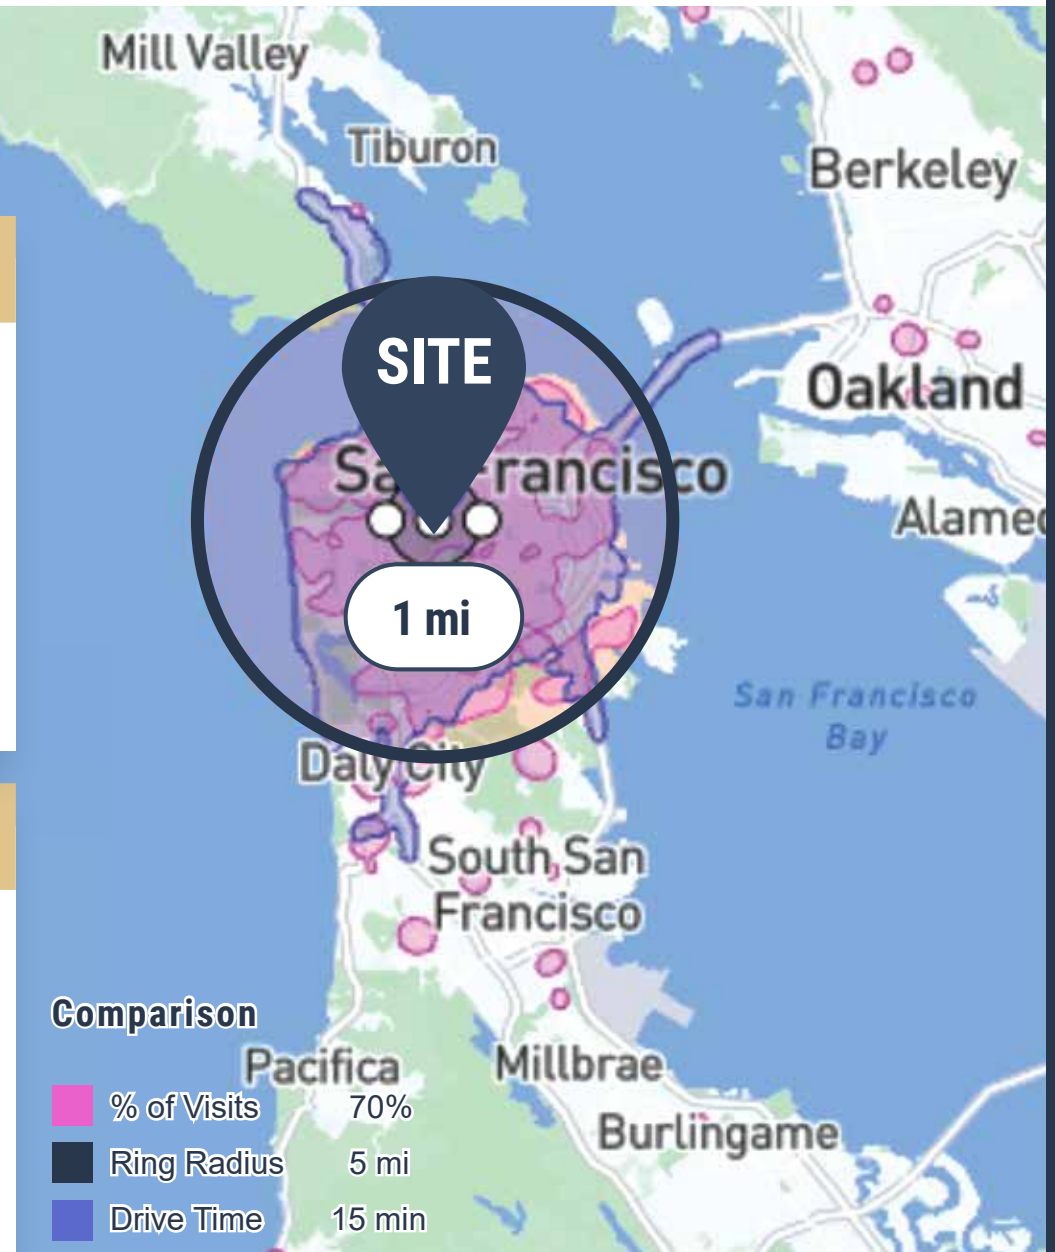 Mill Valley
Tiburon
Berkeley
SITE
Oakland
San Francisco
Alamed
1 mi
San Francisco
Bay
Daly City
South San
Francisco
Comparison
Pacifica
Millbrae
% of Visits 70%
Burlingame
Ring Radius 5 mi
Drive Time 15 min